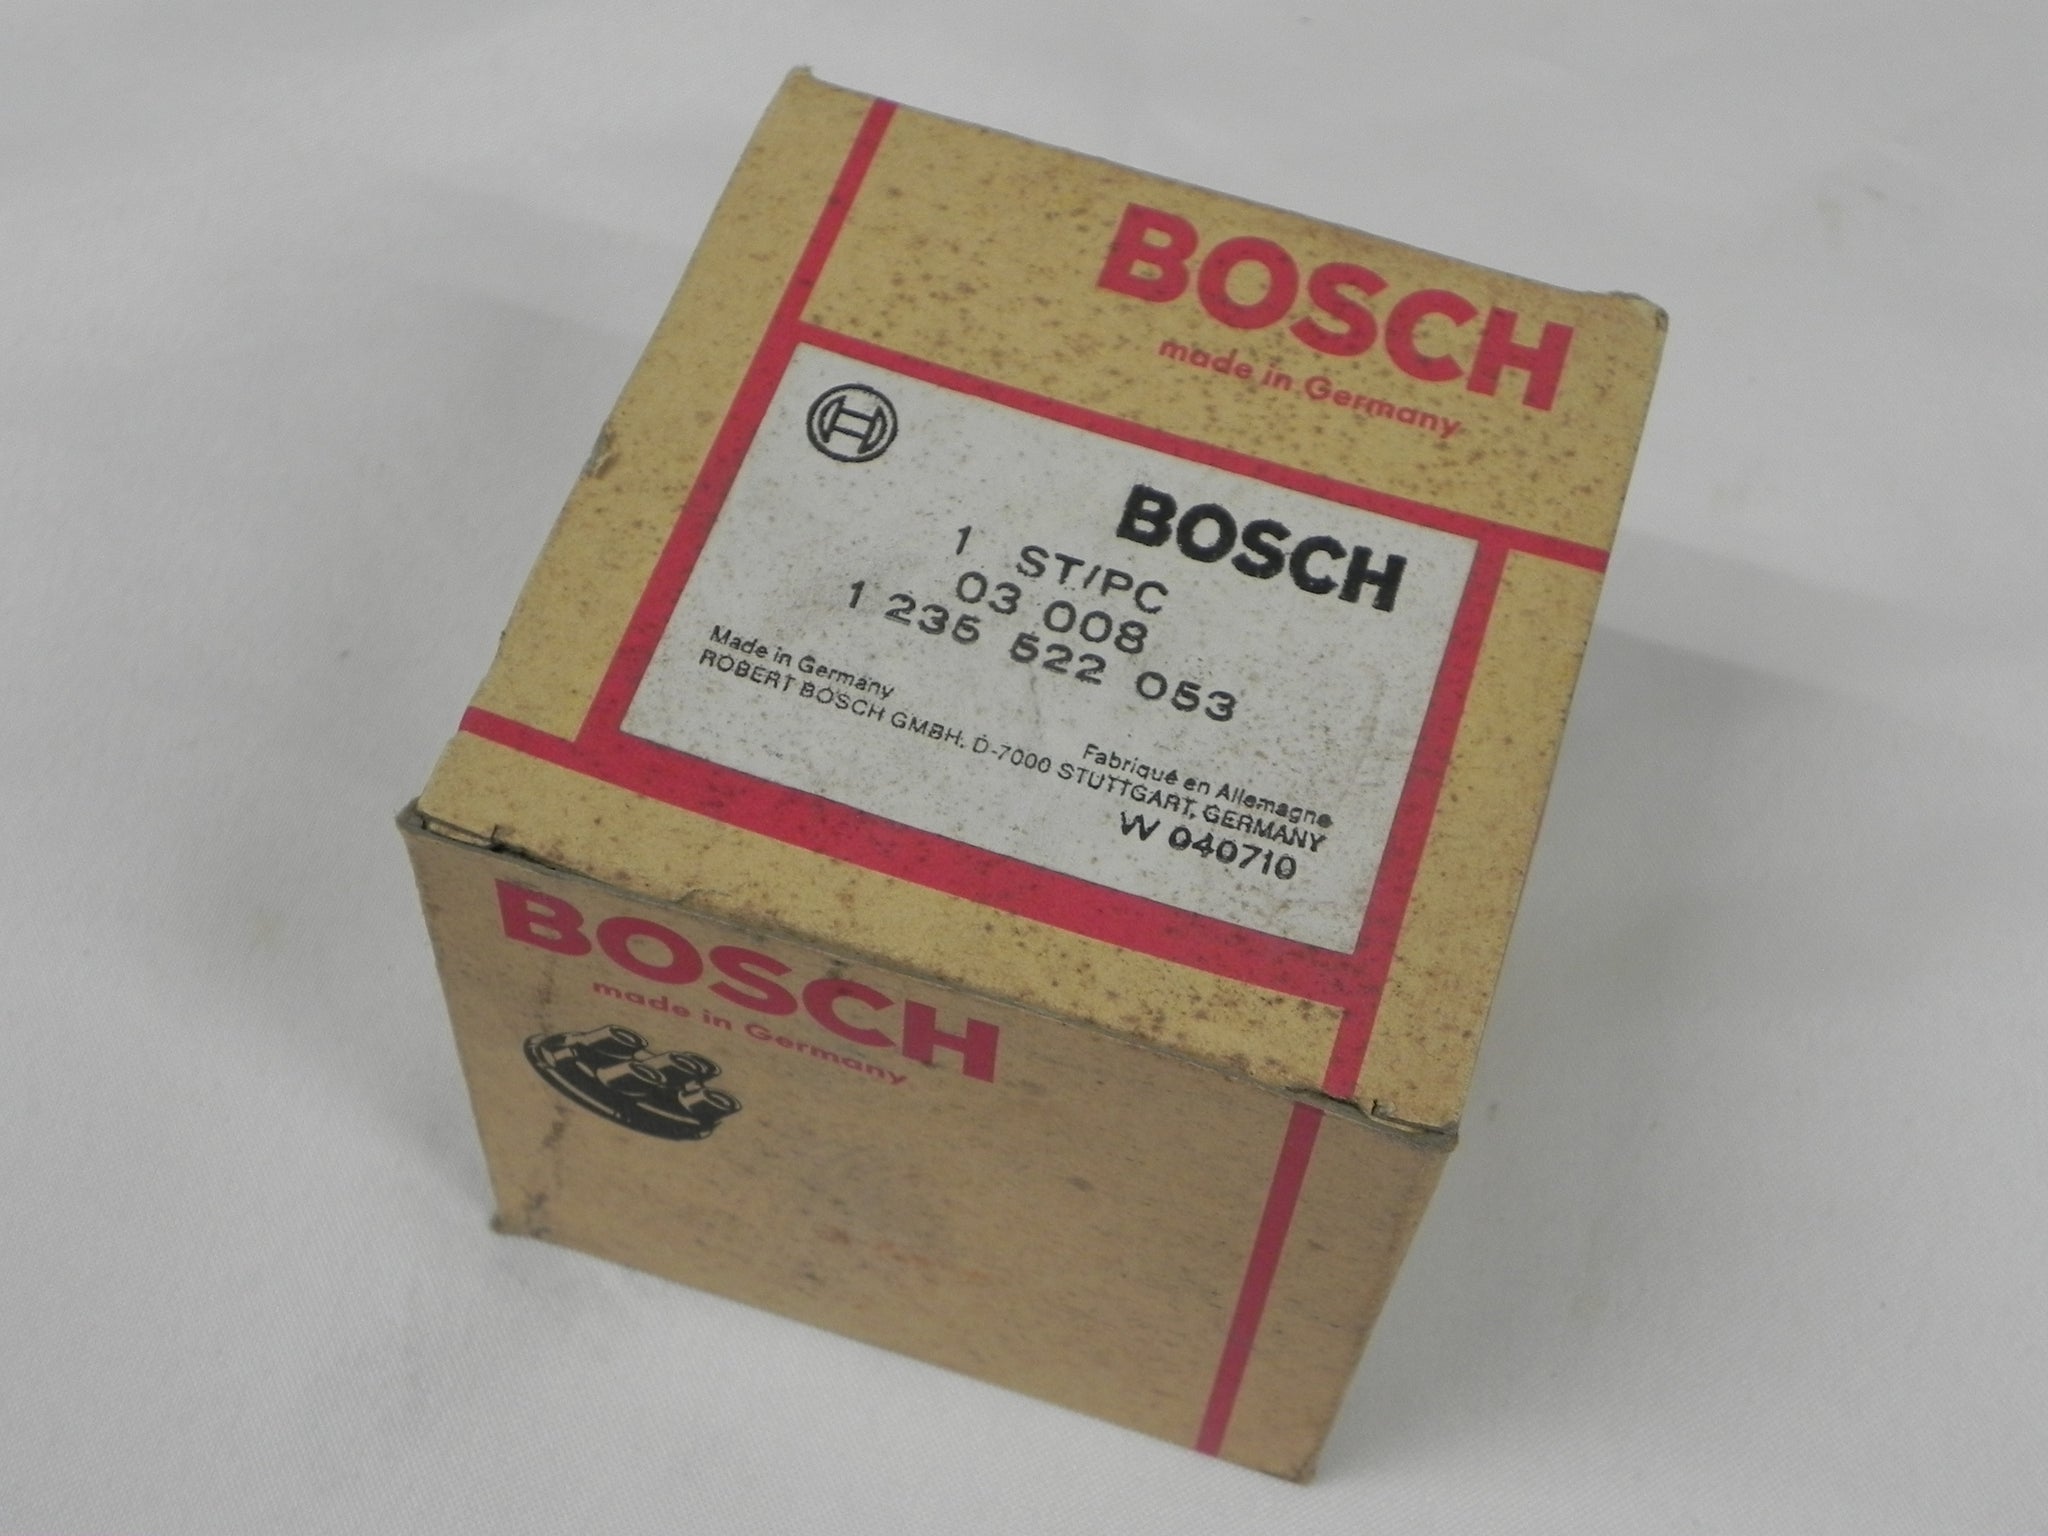 BOSCH
made in Germany
BOSCH
1 ST/PC
03 008
1 235 522 053
Made in Germany Fabriqué en Allemagne
ROBERT BOSCH GMBH. D-7000 STUTTGART, GERMANY
W 040710
BOSCH
made in Germany